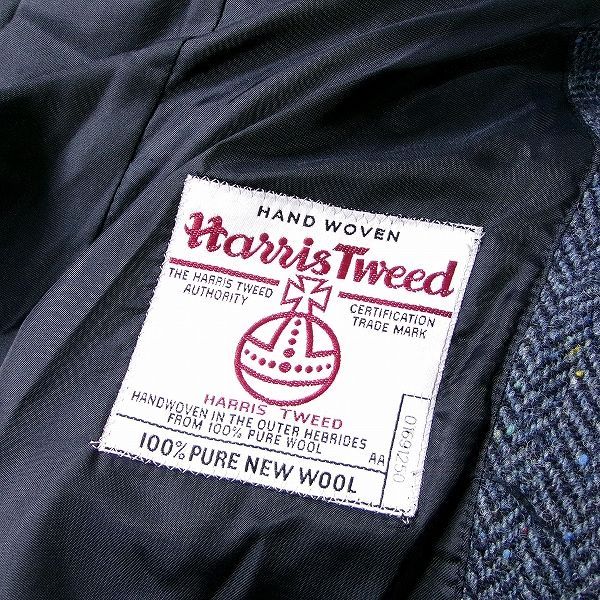 HAND WOVEN
Harris Tweed
THE HARRIS TWEED
AUTHORITY
CERTIFICATION
TRADE MARK
HARRIS TWEED
HANDWOVEN IN THE OUTER HEBRIDES
FROM 100% PURE WOOL
AA
01691250
100% PURE NEW WOOL